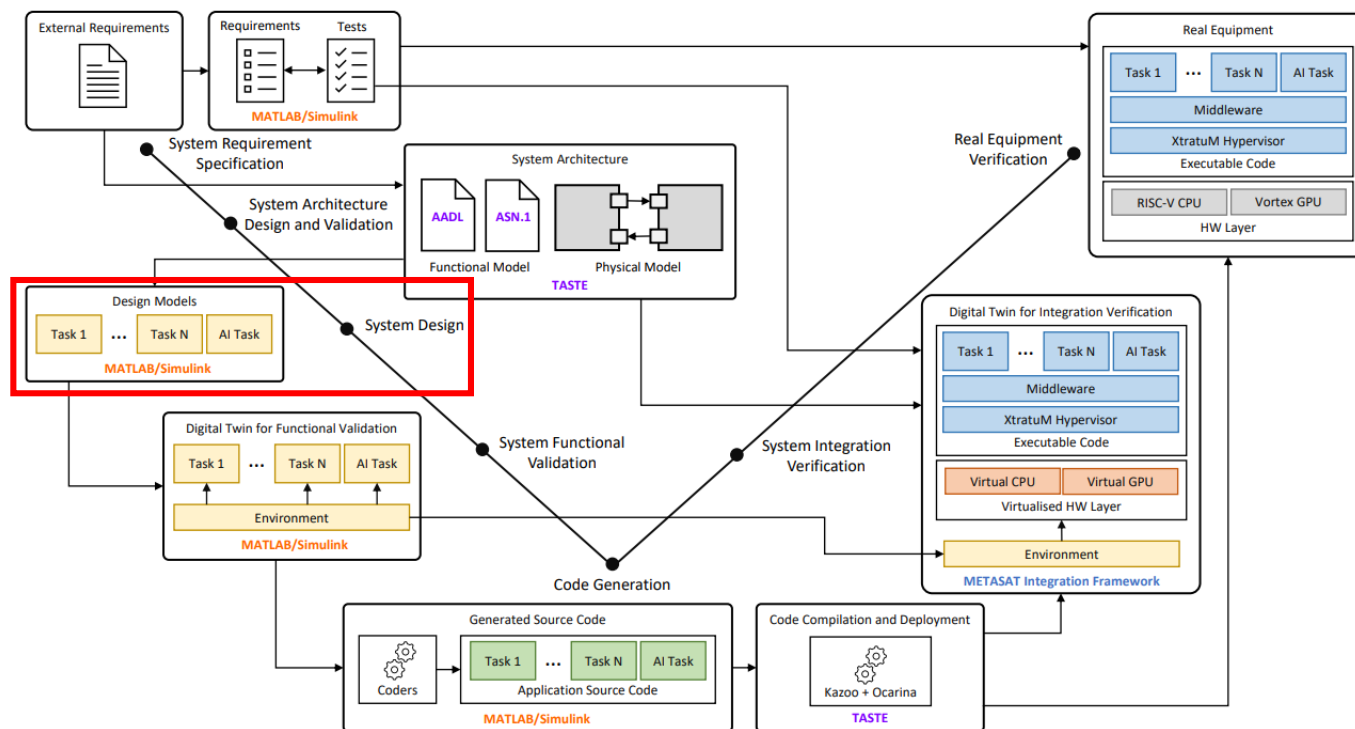 External Requirements
Requirements
Tests
MATLAB/Simulink
Real Equipment
Task 1
...
Task N
AI Task
Middleware
XtratuM Hypervisor
Executable Code
RISC-V CPU
Vortex GPU
HW Layer
System Requirement
Specification
System Architecture
AADL
ASN.1
Functional Model
Physical Model
TASTE
Real Equipment
Verification
System Architecture
Design and Validation
Design Models
Task 1
...
Task N
AI Task
MATLAB/Simulink
System Design
Digital Twin for Integration Verification
Task 1
...
Task N
AI Task
Middleware
XtratuM Hypervisor
Executable Code
Virtual CPU
Virtual GPU
Virtualised HW Layer
Environment
METASAT Integration Framework
Digital Twin for Functional Validation
Task 1
...
Task N
AI Task
Environment
MATLAB/Simulink
System Functional
Validation
System Integration
Verification
Code Generation
Generated Source Code
Coders
Task 1
...
Task N
AI Task
Application Source Code
MATLAB/Simulink
Code Compilation and Deployment
Kazoo + Ocarina
TASTE